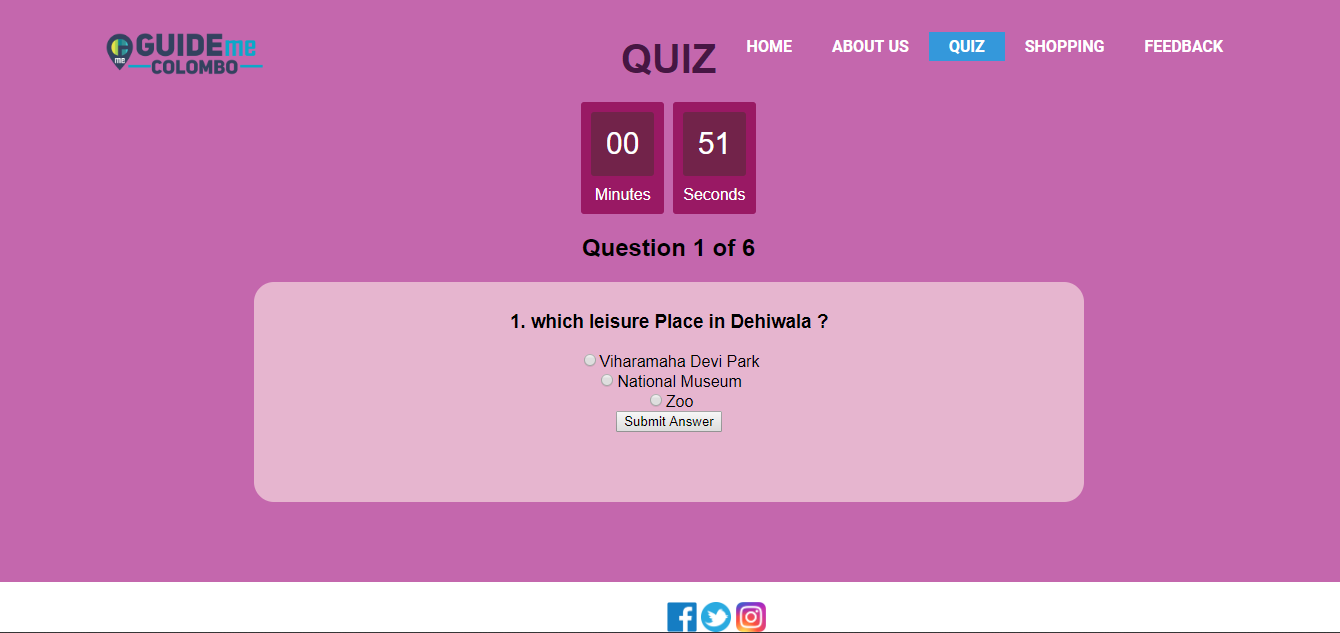 GUIDE me
me
COLOMBO
QUIZ
HOME ABOUT US QUIZ SHOPPING FEEDBACK
00 51
Minutes Seconds
Question 1 of 6
1. which leisure Place in Dehiwala ?
Viharamaha Devi Park
National Museum
Zoo
Submit Answer